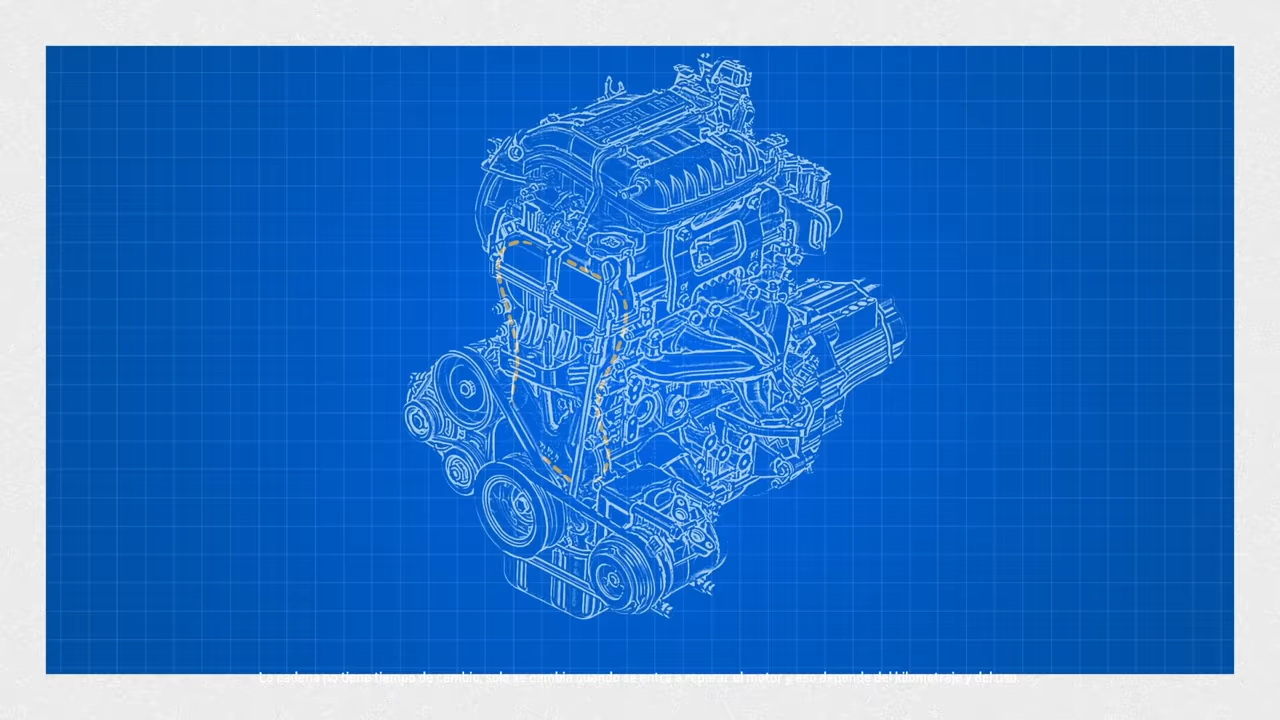 La cadena no tiene tiempo de cambio, solo se cambia cuando se entra a reparar el motor y eso depende del kilometraje y del uso